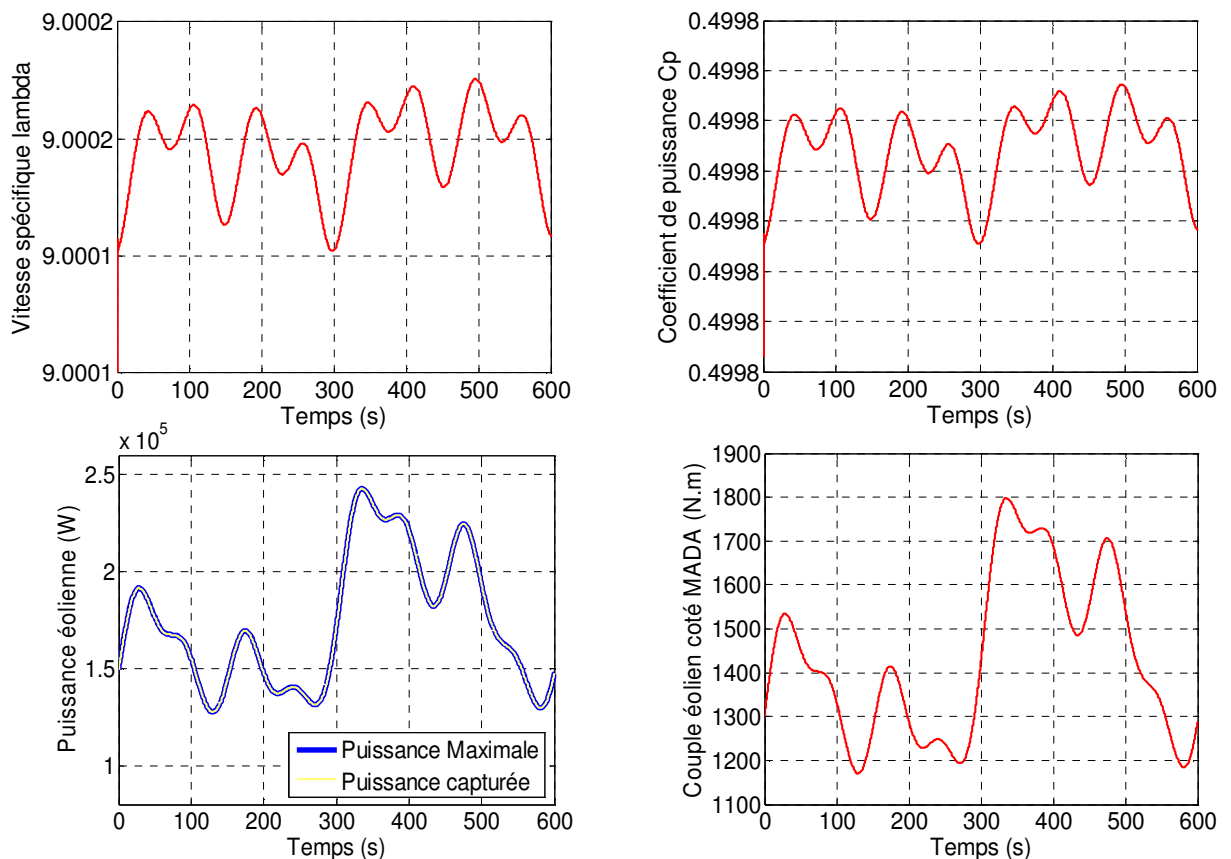 Vitesse spécifique lambda
9.0002
9.0002
9.0001
9.0001
0 100 200 300 400 500 600
Temps (s)
Coefficient de puissance Cp
0.4998
0.4998
0.4998
0.4998
0.4998
0.4998
0.4998
0.4998
0 100 200 300 400 500 600
Temps (s)
x 10^5
Puissance éolienne (W)
2.5
2
1.5
1
Puissance Maximale
Puissance capturée
0 100 200 300 400 500 600
Temps (s)
Couple éolien coté MADA (N.m)
1900
1800
1700
1600
1500
1400
1300
1200
1100
0 100 200 300 400 500 600
Temps (s)